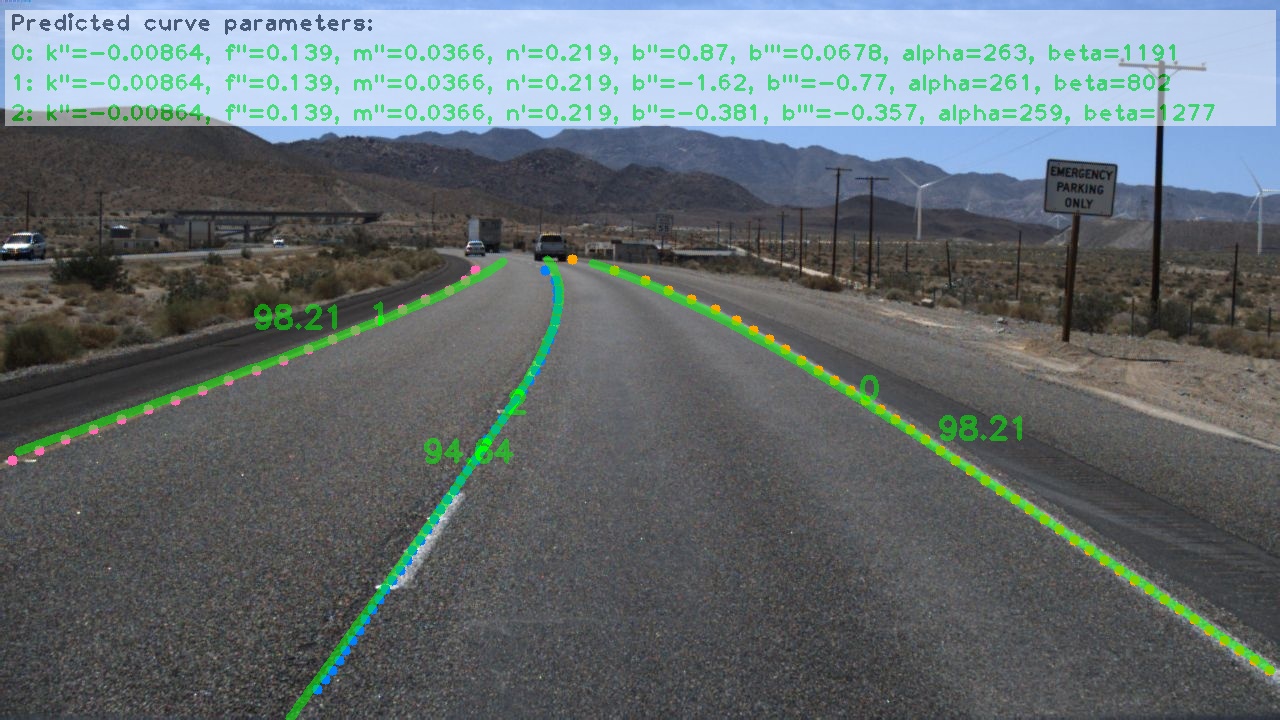 Predicted curve parameters:
0: k''=-0.00864, f''=0.139, m''=0.0366, n'=0.219, b''=0.87, b'''=0.0678, alpha=263, beta=1191
1: k''=-0.00864, f''=0.139, m''=0.0366, n'=0.219, b''=-1.62, b'''=-0.77, alpha=261, beta=802
2: k''=-0.00864, f''=0.139, m''=0.0366, n'=0.219, b''=-0.381, b'''=-0.357, alpha=259, beta=1277
EMERGENCY
PARKING
ONLY
98.21 1
2
0
98.21
94.64